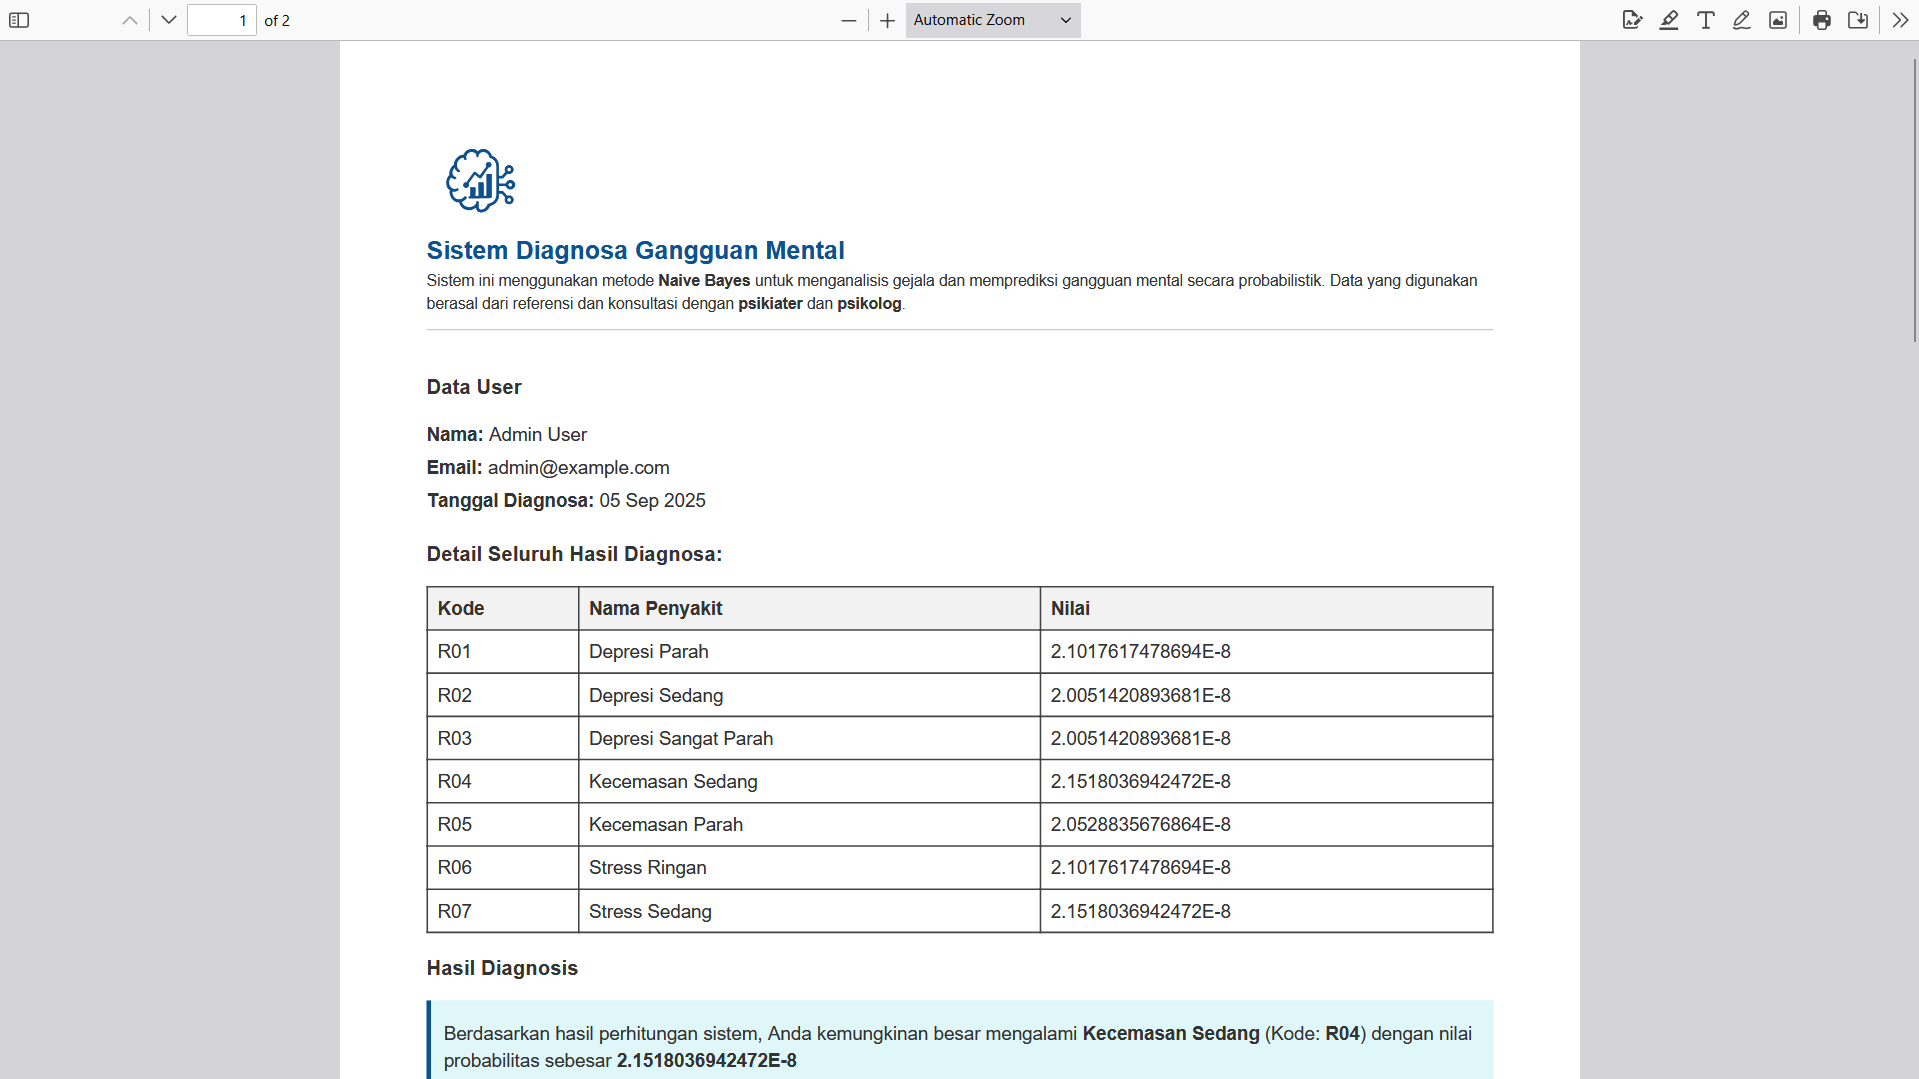 1 of 2 Automatic Zoom
Sistem Diagnosa Gangguan Mental
Sistem ini menggunakan metode Naive Bayes untuk menganalisis gejala dan memprediksi gangguan mental secara probabilistik. Data yang digunakan
berasal dari referensi dan konsultasi dengan psikiater dan psikolog.
Data User
Nama: Admin User
Email: admin@example.com
Tanggal Diagnosa: 05 Sep 2025
Detail Seluruh Hasil Diagnosa:
Kode Nama Penyakit Nilai
R01 Depresi Parah 2.1017617478694E-8
R02 Depresi Sedang 2.0051420893681E-8
R03 Depresi Sangat Parah 2.0051420893681E-8
R04 Kecemasan Sedang 2.1518036942472E-8
R05 Kecemasan Parah 2.0528835676864E-8
R06 Stress Ringan 2.1017617478694E-8
R07 Stress Sedang 2.1518036942472E-8
Hasil Diagnosis
Berdasarkan hasil perhitungan sistem, Anda kemungkinan besar mengalami Kecemasan Sedang (Kode: R04) dengan nilai
probabilitas sebesar 2.1518036942472E-8